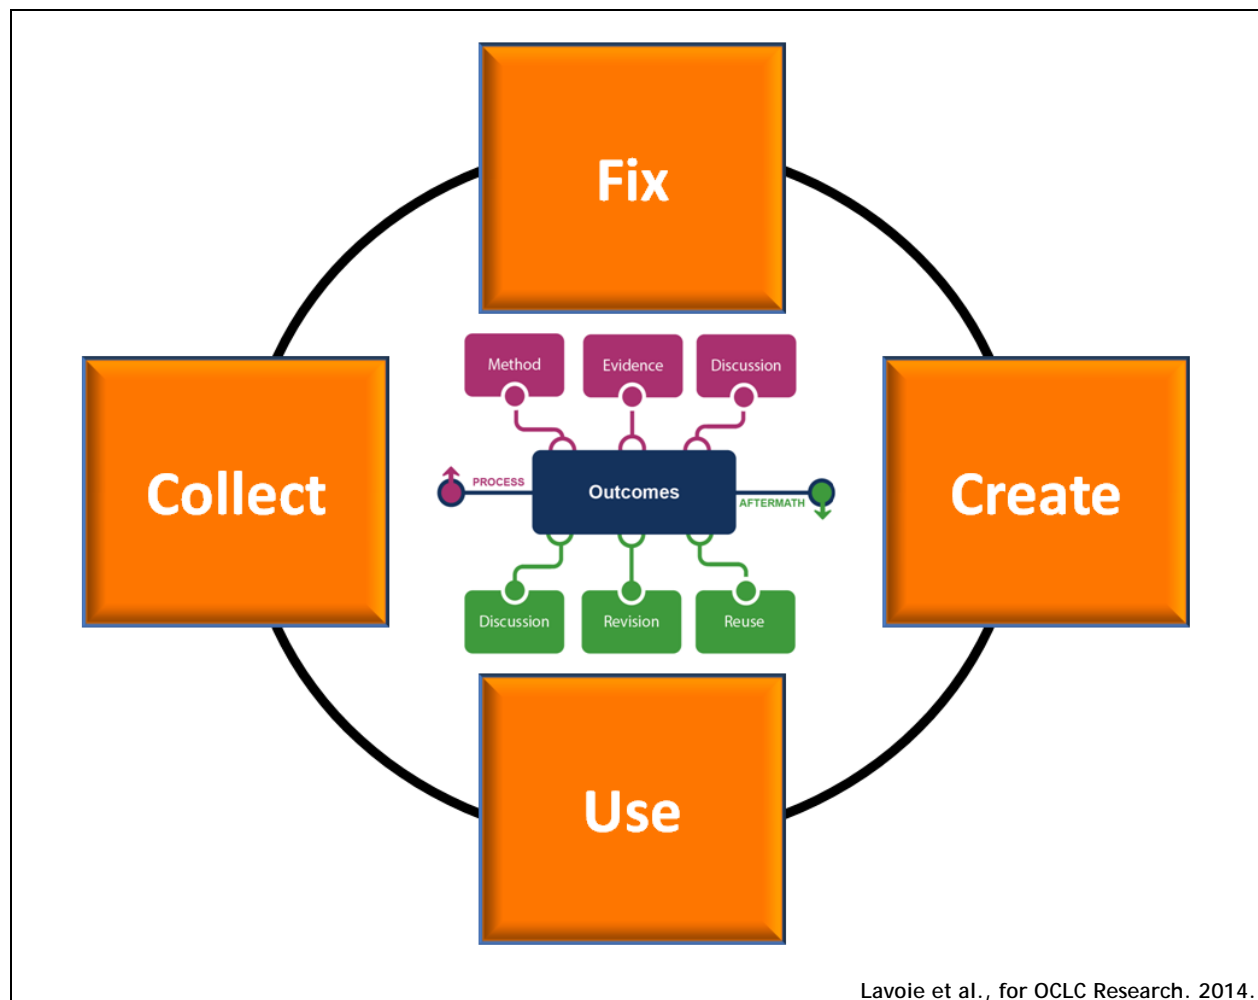 Fix
Method
Evidence
Discussion
Collect
PROCESS
Outcomes
AFTERMATH
Create
Discussion
Revision
Reuse
Use
Lavoie et al., for OCLC Research. 2014.